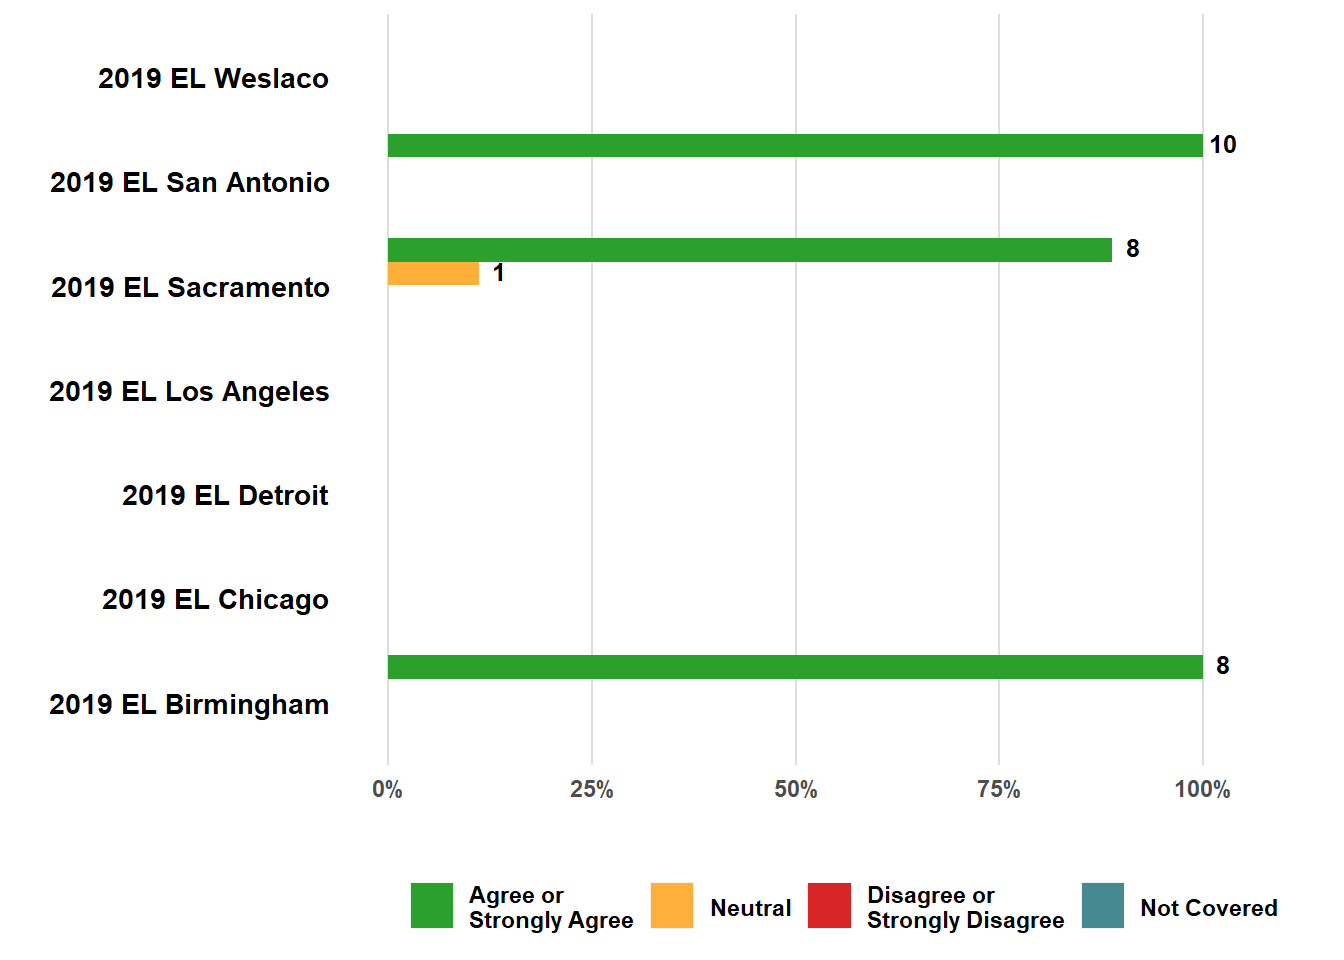 2019 EL Weslaco
10
2019 EL San Antonio
8
1
2019 EL Sacramento
2019 EL Los Angeles
2019 EL Detroit
2019 EL Chicago
8
2019 EL Birmingham
0%
25%
50%
75%
100%
Agree or
Strongly Agree
Neutral
Disagree or
Strongly Disagree
Not Covered